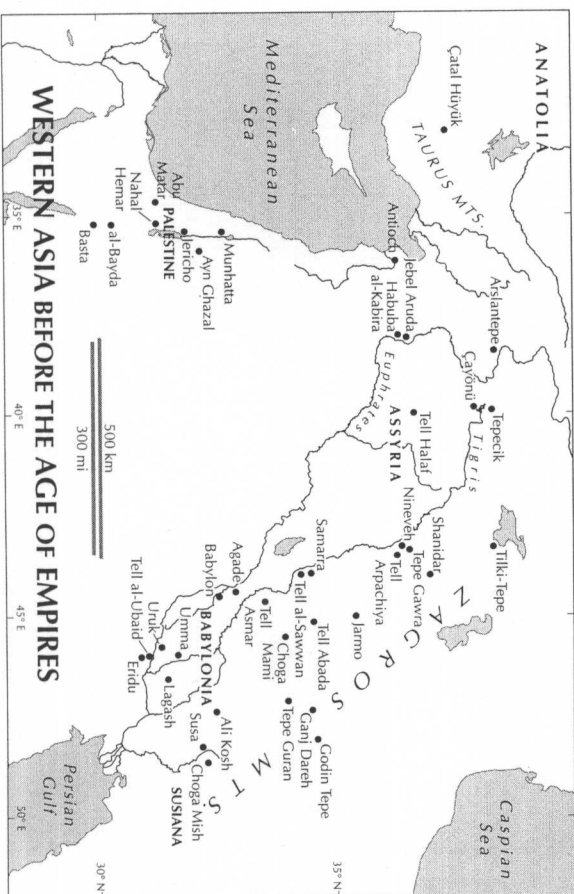 ANATOLIA
Çatal Hüyük
TAURUS MTS.
Mediterranean
Sea
Arslantepe
Tepecik
Çayönü
Tigris
Tilki-Tepe
Caspian
Sea
Antioch
Jebel Aruda
Habuba
al-Kabira
Euphrates
ASSYRIA
Tell Halaf
Shanidar
Tepe Gawra
Nineveh
Tell
Arpachiya
ZAGROS MTS
Jarmo
Samarra
Tell al-Sawwan
Tell Abada
Choga
Mami
Tell
Asmar
Godin Tepe
Ganj Dareh
Tepe Guran
Agade
Babylon
BABYLONIA
Umma
Uruk
Tell al-Ubaid
Eridu
Lagash
Ali Kosh
Susa
Choga Mish
SUSIANA
Persian
Gulf
Munhatta
Ayn Ghazal
Jericho
PALESTINE
Abu
Matar
Nahal
Hemar
al-Bayda
Basta
500 km
300 mi
35° E
40° E
45° E
50° E
30° N
35° N
WESTERN ASIA BEFORE THE AGE OF EMPIRES